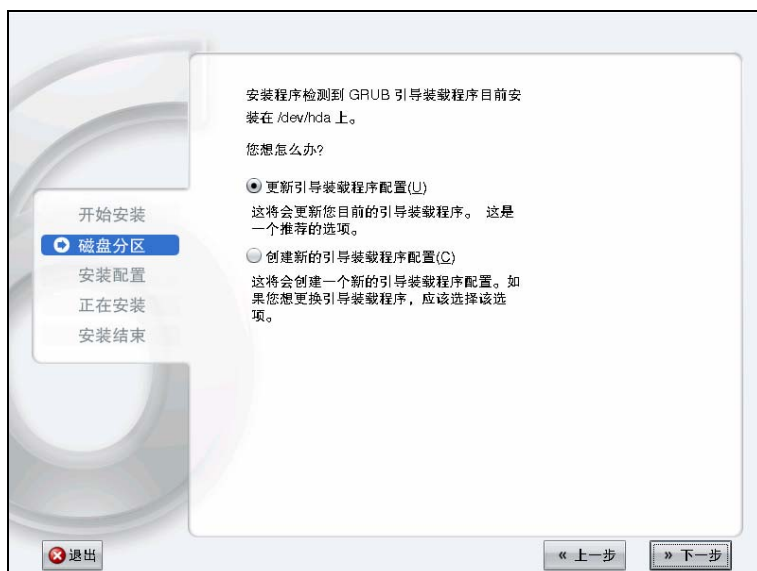 安装程序检测到 GRUB 引导装载程序目前安
装在 /dev/hda 上。
您想怎么办?
更新引导装载程序配置(U)
这将会更新您目前的引导装载程序。 这是
一个推荐的选项。
创建新的引导装载程序配置(C)
这将会创建一个新的引导装载程序配置。如
果您想更换引导装载程序，应该选择该选
项。
开始安装
磁盘分区
安装配置
正在安装
安装结束
退出
« 上一步
» 下一步